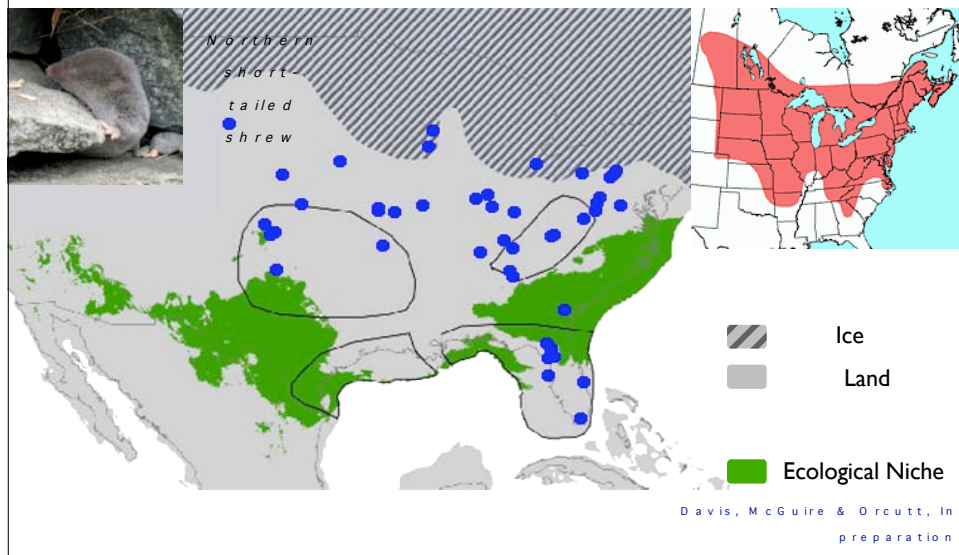 Northern
short-
tailed
shrew
Ice
Land
Ecological Niche
Davis, McGuire & Orcutt, In
preparation